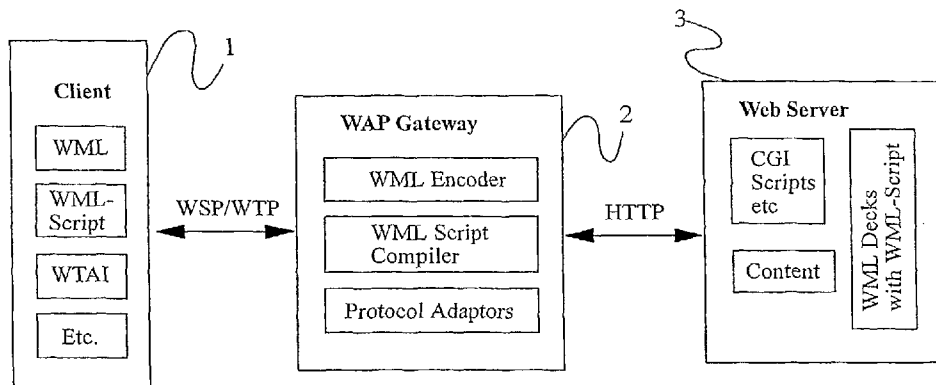 1
Client
WML
WML-
Script
WTAI
Etc.
WSP/WTP
2
WAP Gateway
WML Encoder
WML Script
Compiler
Protocol Adaptors
HTTP
3
Web Server
CGI
Scripts
etc
Content
WML Decks
with WML-Script